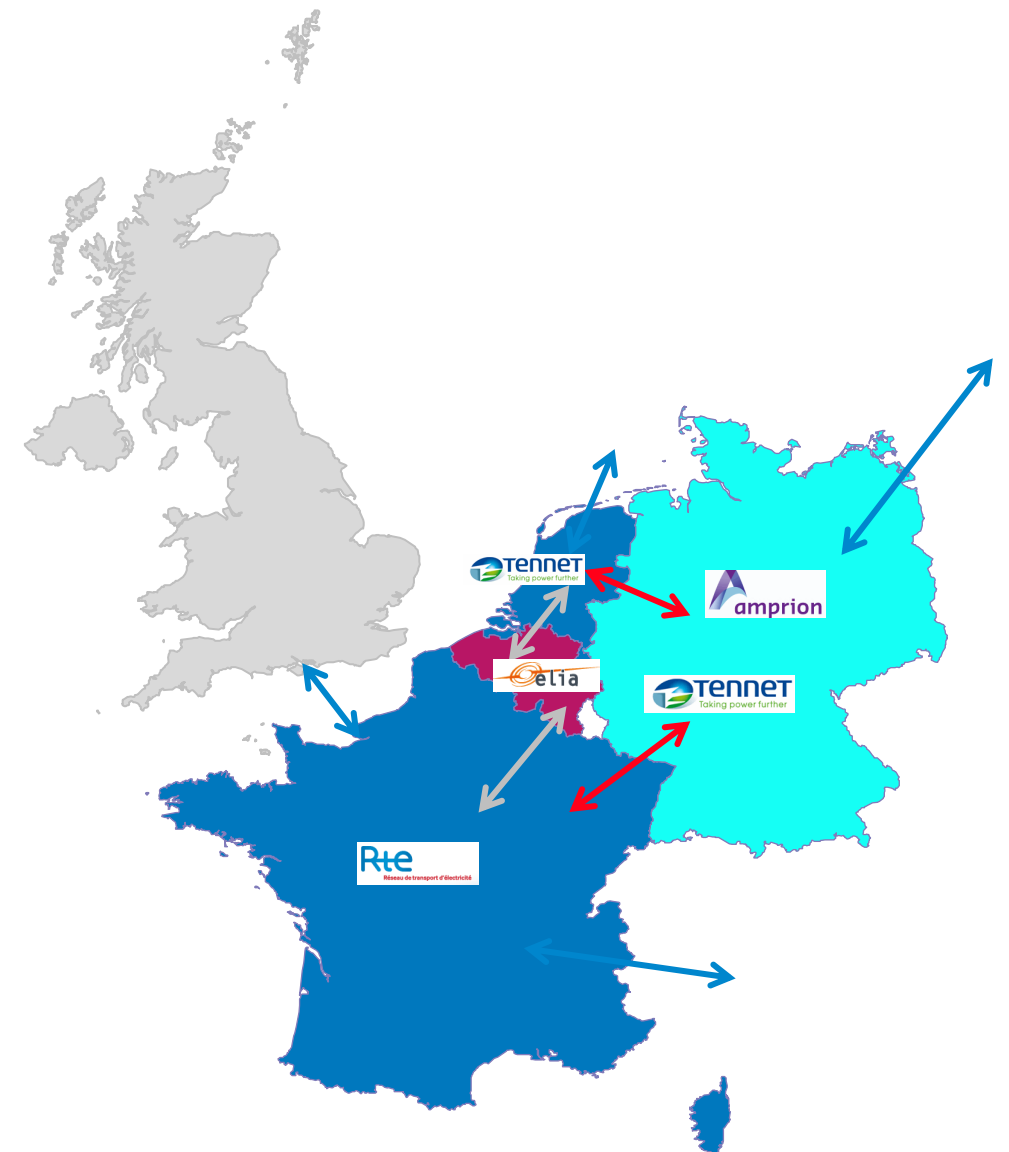 TENNET
Taking power further
amprion
elia
TENNET
Taking power further
Rte
Réseau de transport d'électricité